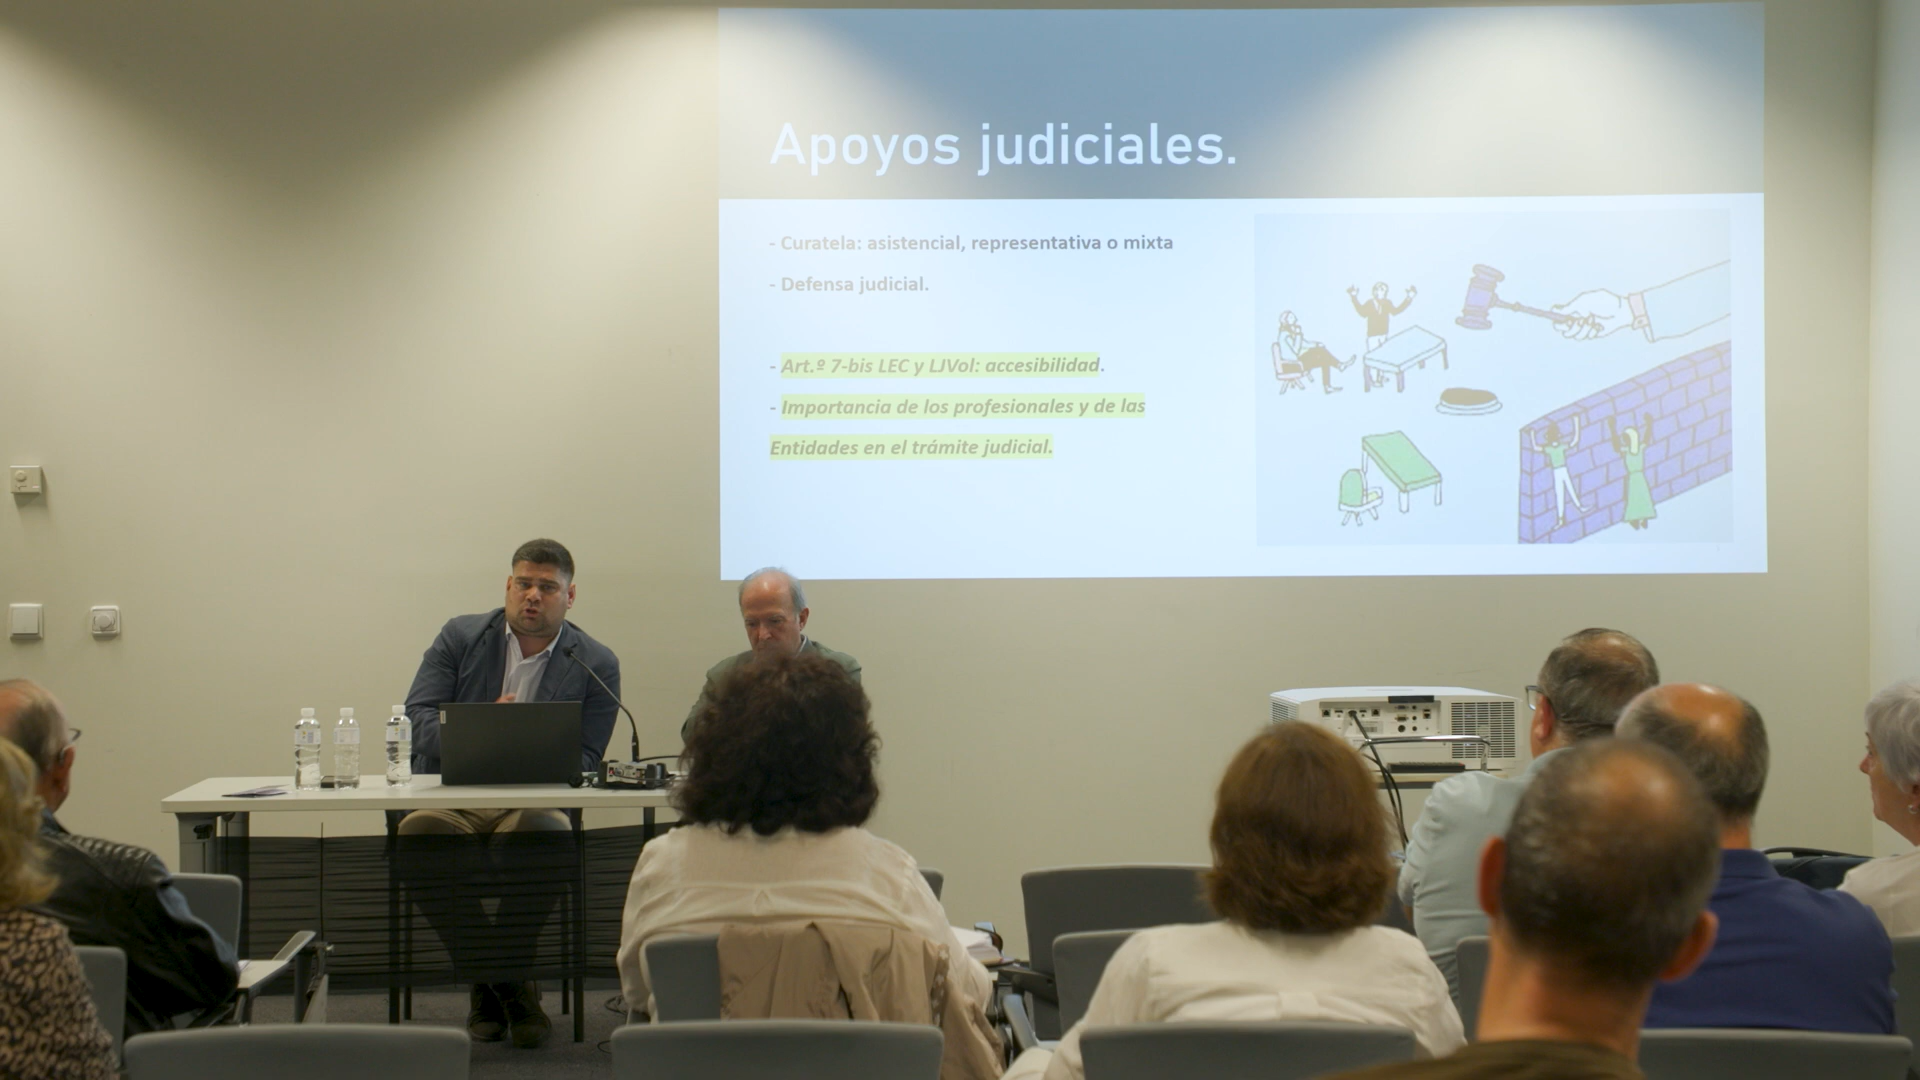 Apoyos judiciales.
- Curatela: asistencial, representativa o mixta
- Defensa judicial.
- Art.º 7-bis LEC y LJVol: accesibilidad.
- Importancia de los profesionales y de las
Entidades en el trámite judicial.